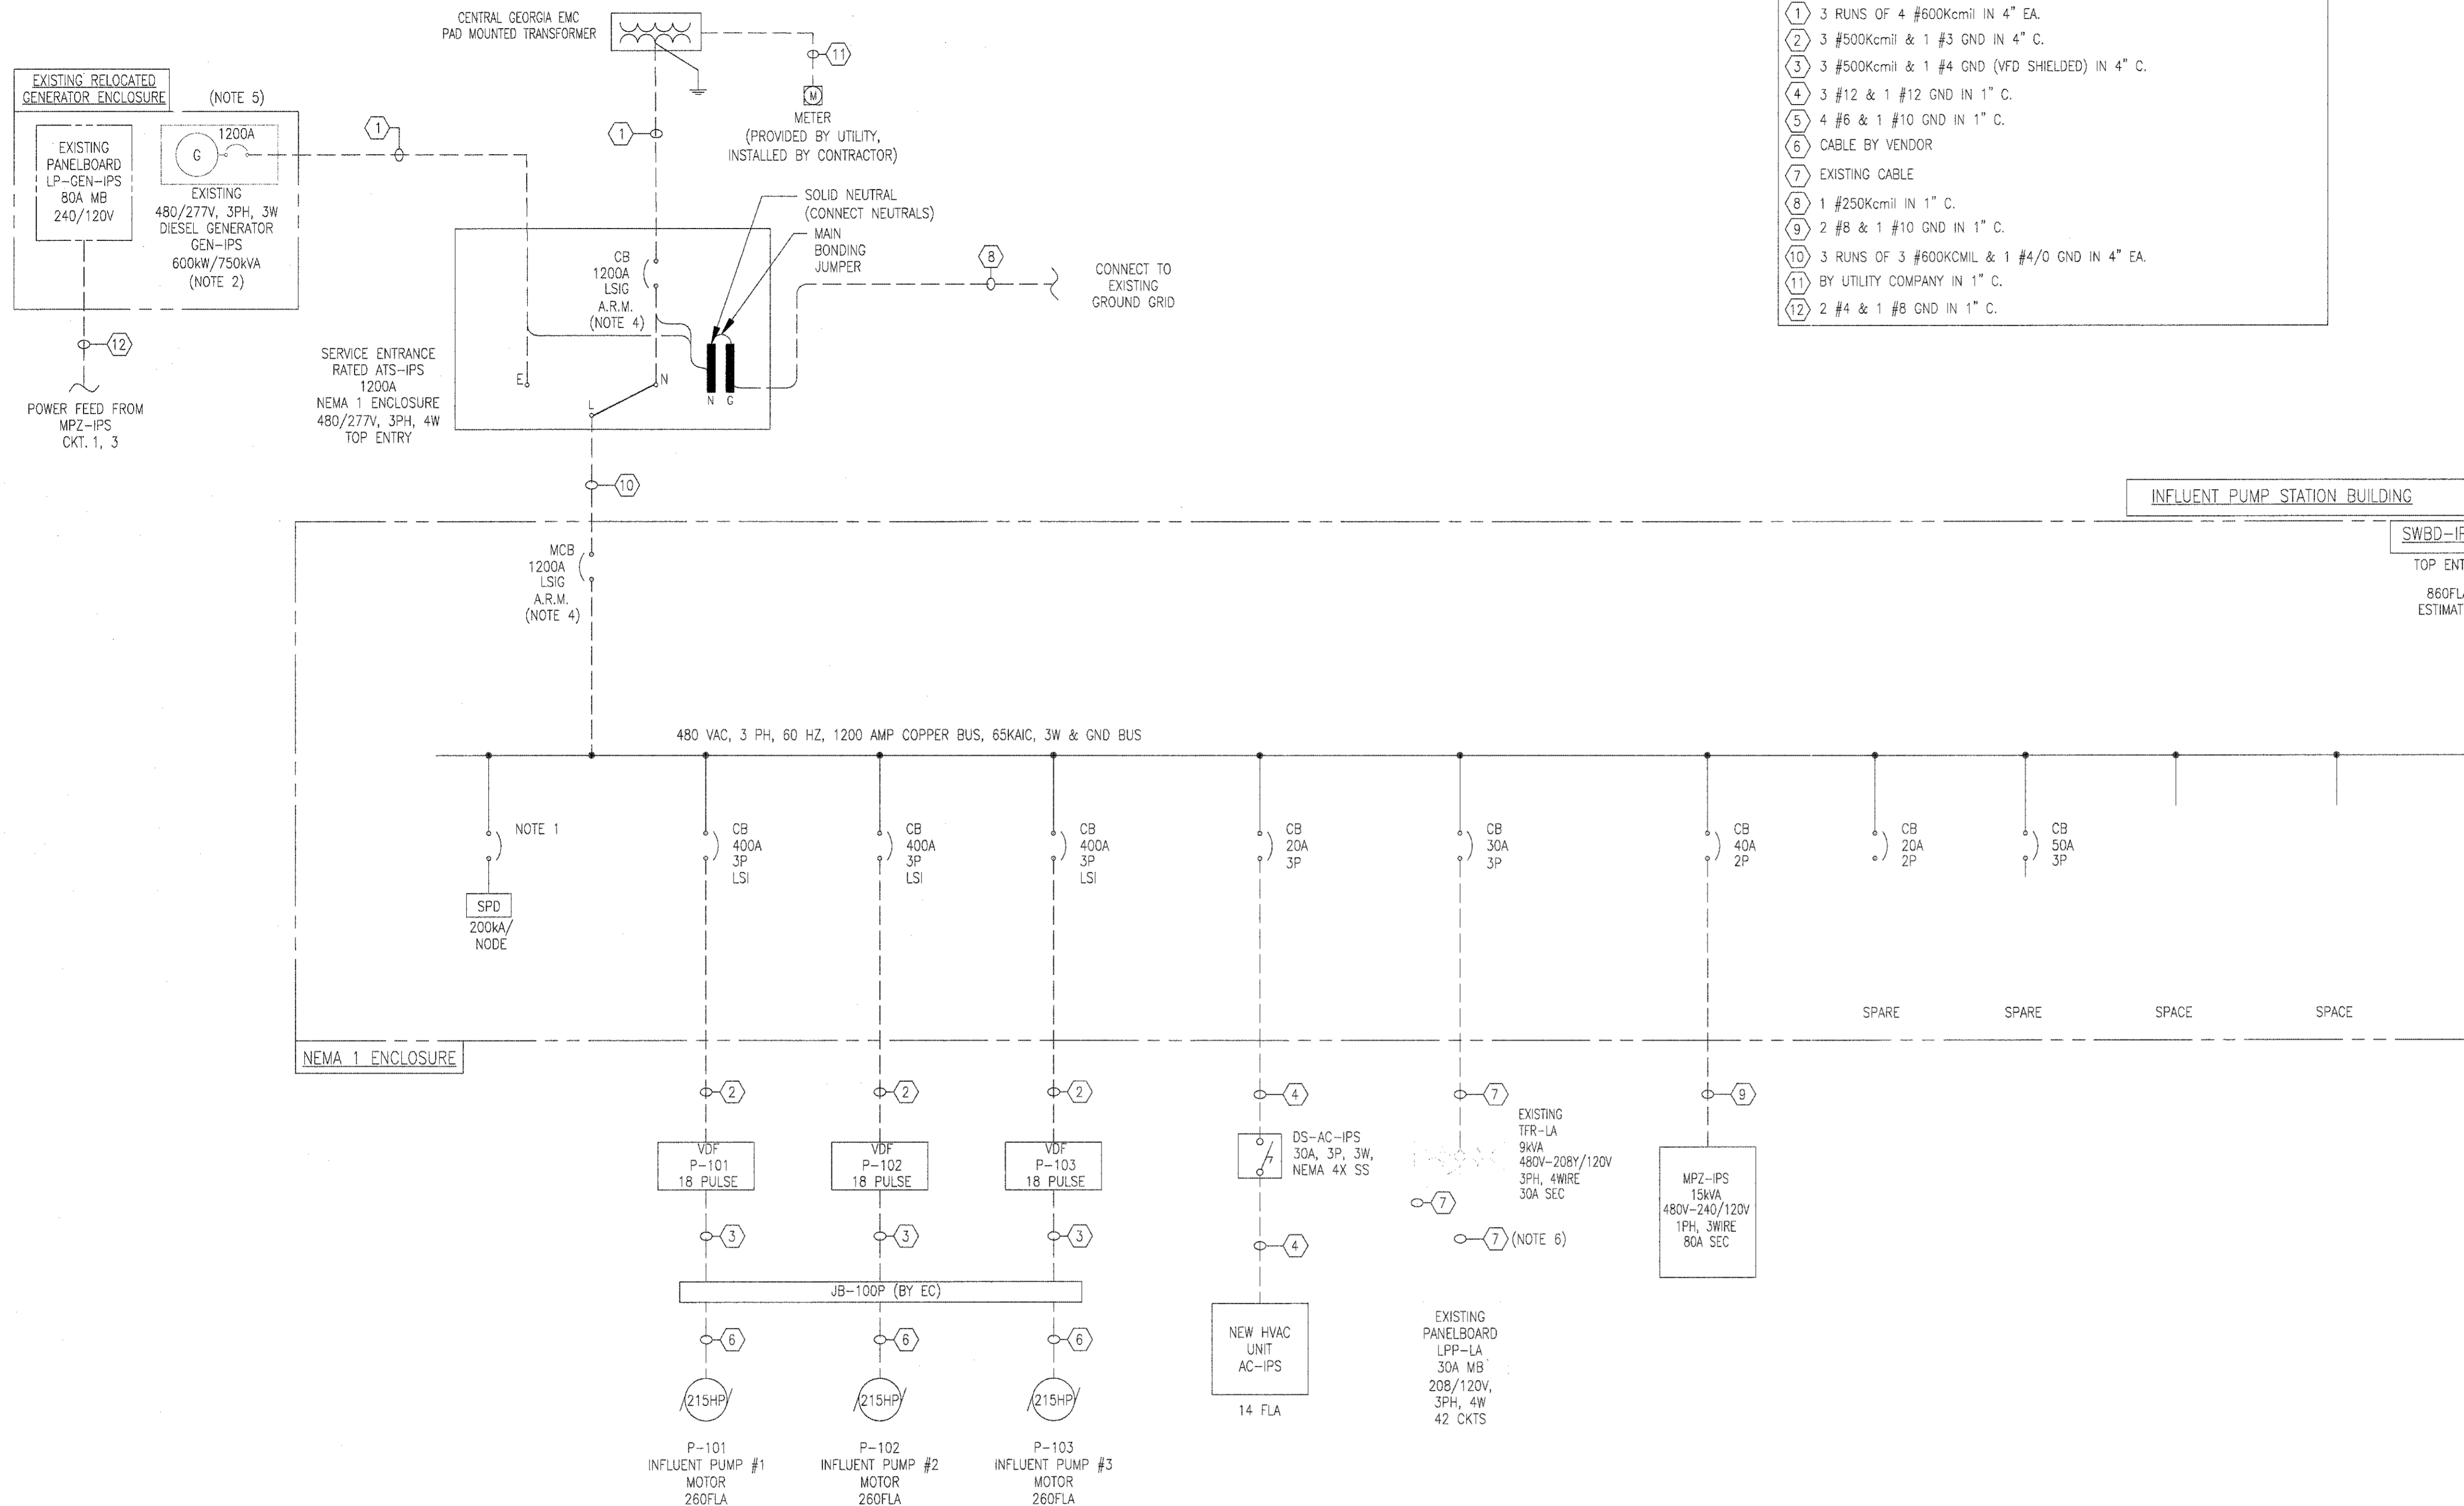 CENTRAL GEORGIA EMC
PAD MOUNTED TRANSFORMER
11
M
METER
(PROVIDED BY UTILITY,
INSTALLED BY CONTRACTOR)
EXISTING RELOCATED
GENERATOR ENCLOSURE
(NOTE 5)
EXISTING
PANELBOARD
LP-GEN-IPS
80A MB
240/120V
G
1200A
EXISTING
480/277V, 3PH, 3W
DIESEL GENERATOR
GEN-IPS
600kW/750kVA
(NOTE 2)
1
1
12
POWER FEED FROM
MPZ-IPS
CKT. 1, 3
SOLID NEUTRAL
(CONNECT NEUTRALS)
MAIN
BONDING
JUMPER
CB
1200A
LSIG
A.R.M.
(NOTE 4)
E
N
L
N G
8
CONNECT TO
EXISTING
GROUND GRID
SERVICE ENTRANCE
RATED ATS-IPS
1200A
NEMA 1 ENCLOSURE
480/277V, 3PH, 4W
TOP ENTRY
10
1 3 RUNS OF 4 #600Kcmil IN 4" EA.
2 3 #500Kcmil & 1 #3 GND IN 4" C.
3 3 #500Kcmil & 1 #4 GND (VFD SHIELDED) IN 4" C.
4 3 #12 & 1 #12 GND IN 1" C.
5 4 #6 & 1 #10 GND IN 1" C.
6 CABLE BY VENDOR
7 EXISTING CABLE
8 1 #250Kcmil IN 1" C.
9 2 #8 & 1 #10 GND IN 1" C.
10 3 RUNS OF 3 #600KCMIL & 1 #4/0 GND IN 4" EA.
11 BY UTILITY COMPANY IN 1" C.
12 2 #4 & 1 #8 GND IN 1" C.
INFLUENT PUMP STATION BUILDING
SWBD-IP
TOP ENT
860FLA
ESTIMAT
MCB
1200A
LSIG
A.R.M.
(NOTE 4)
480 VAC, 3 PH, 60 HZ, 1200 AMP COPPER BUS, 65KAIC, 3W & GND BUS
NOTE 1
SPD
200kA/
NODE
CB
400A
3P
LSI
CB
400A
3P
LSI
CB
400A
3P
LSI
CB
20A
3P
CB
30A
3P
CB
40A
2P
CB
20A
2P
CB
50A
3P
SPARE
SPARE
SPACE
SPACE
NEMA 1 ENCLOSURE
2
2
2
4
7
9
VDF
P-101
18 PULSE
VDF
P-102
18 PULSE
VDF
P-103
18 PULSE
DS-AC-IPS
30A, 3P, 3W,
NEMA 4X SS
EXISTING
TFR-LA
9kVA
480V-208Y/120V
3PH, 4WIRE
30A SEC
MPZ-IPS
15kVA
480V-240/120V
1PH, 3WIRE
80A SEC
3
3
3
4
7
7 (NOTE 6)
JB-100P (BY EC)
6
6
6
215HP
215HP
215HP
NEW HVAC
UNIT
AC-IPS
14 FLA
EXISTING
PANELBOARD
LPP-LA
30A MB
208/120V,
3PH, 4W
42 CKTS
P-101
INFLUENT PUMP #1
MOTOR
260FLA
P-102
INFLUENT PUMP #2
MOTOR
260FLA
P-103
INFLUENT PUMP #3
MOTOR
260FLA